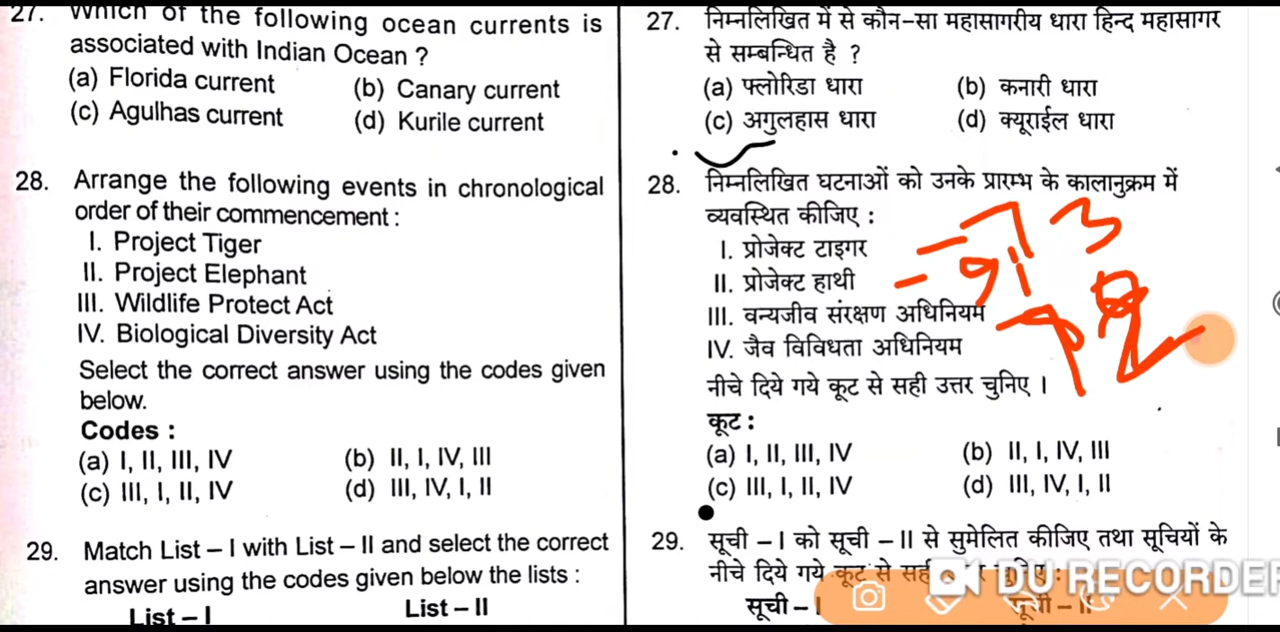 27. Which of the following ocean currents is
associated with Indian Ocean ?
(a) Florida current (b) Canary current
(c) Agulhas current (d) Kurile current
28. Arrange the following events in chronological
order of their commencement :
I. Project Tiger
II. Project Elephant
III. Wildlife Protect Act
IV. Biological Diversity Act
Select the correct answer using the codes given
below.
Codes :
(a) I, II, III, IV (b) II, I, IV, III
(c) III, I, II, IV (d) III, IV, I, II
29. Match List – I with List – II and select the correct
answer using the codes given below the lists :
List – I List – II
27. निम्नलिखित में से कौन-सा महासागरीय धारा हिन्द महासागर
से सम्बन्धित है ?
(a) फ्लोरिडा धारा (b) कनारी धारा
(c) अगुलहास धारा (d) क्यूराईल धारा
28. निम्नलिखित घटनाओं को उनके प्रारम्भ के कालानुक्रम में
व्यवस्थित कीजिए :
I. प्रोजेक्ट टाइगर
II. प्रोजेक्ट हाथी
III. वन्यजीव संरक्षण अधिनियम
IV. जैव विविधता अधिनियम
नीचे दिये गये कूट से सही उत्तर चुनिए ।
कूट :
(a) I, II, III, IV (b) II, I, IV, III
(c) III, I, II, IV (d) III, IV, I, II
29. सूची – I को सूची – II से सुमेलित कीजिए तथा सूचियों के
नीचे दिये गये कूट से
सूची – I सूची – II
DU RECORDER